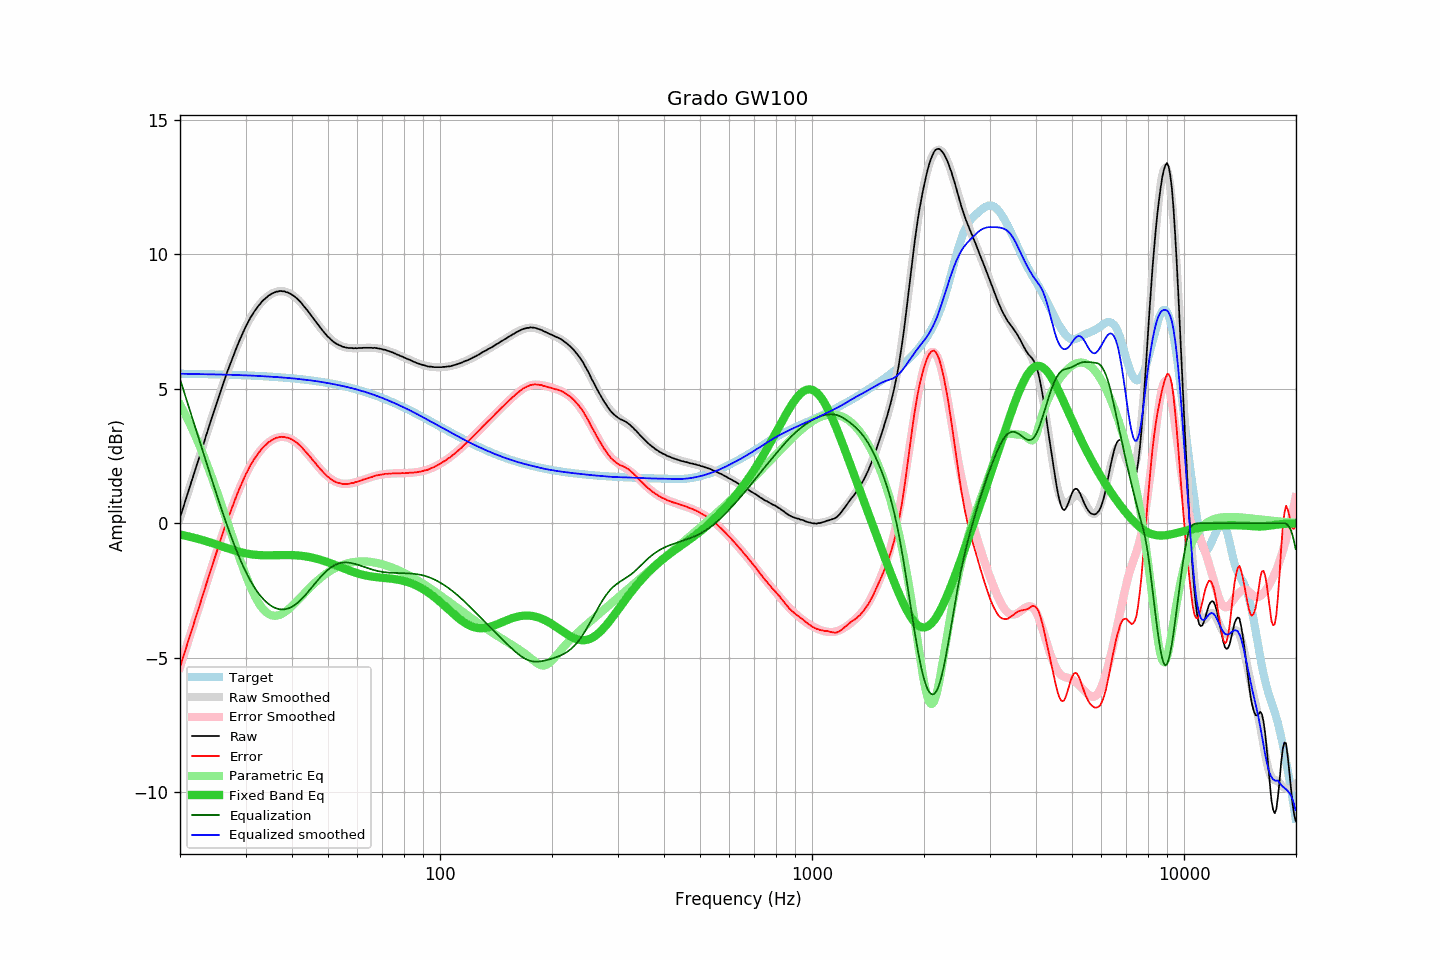 Grado GW100
15
10
5
0
−5
−10
Amplitude (dBr)
Target
Raw Smoothed
Error Smoothed
Raw
Error
Parametric Eq
Fixed Band Eq
Equalization
Equalized smoothed
100
1000
10000
Frequency (Hz)